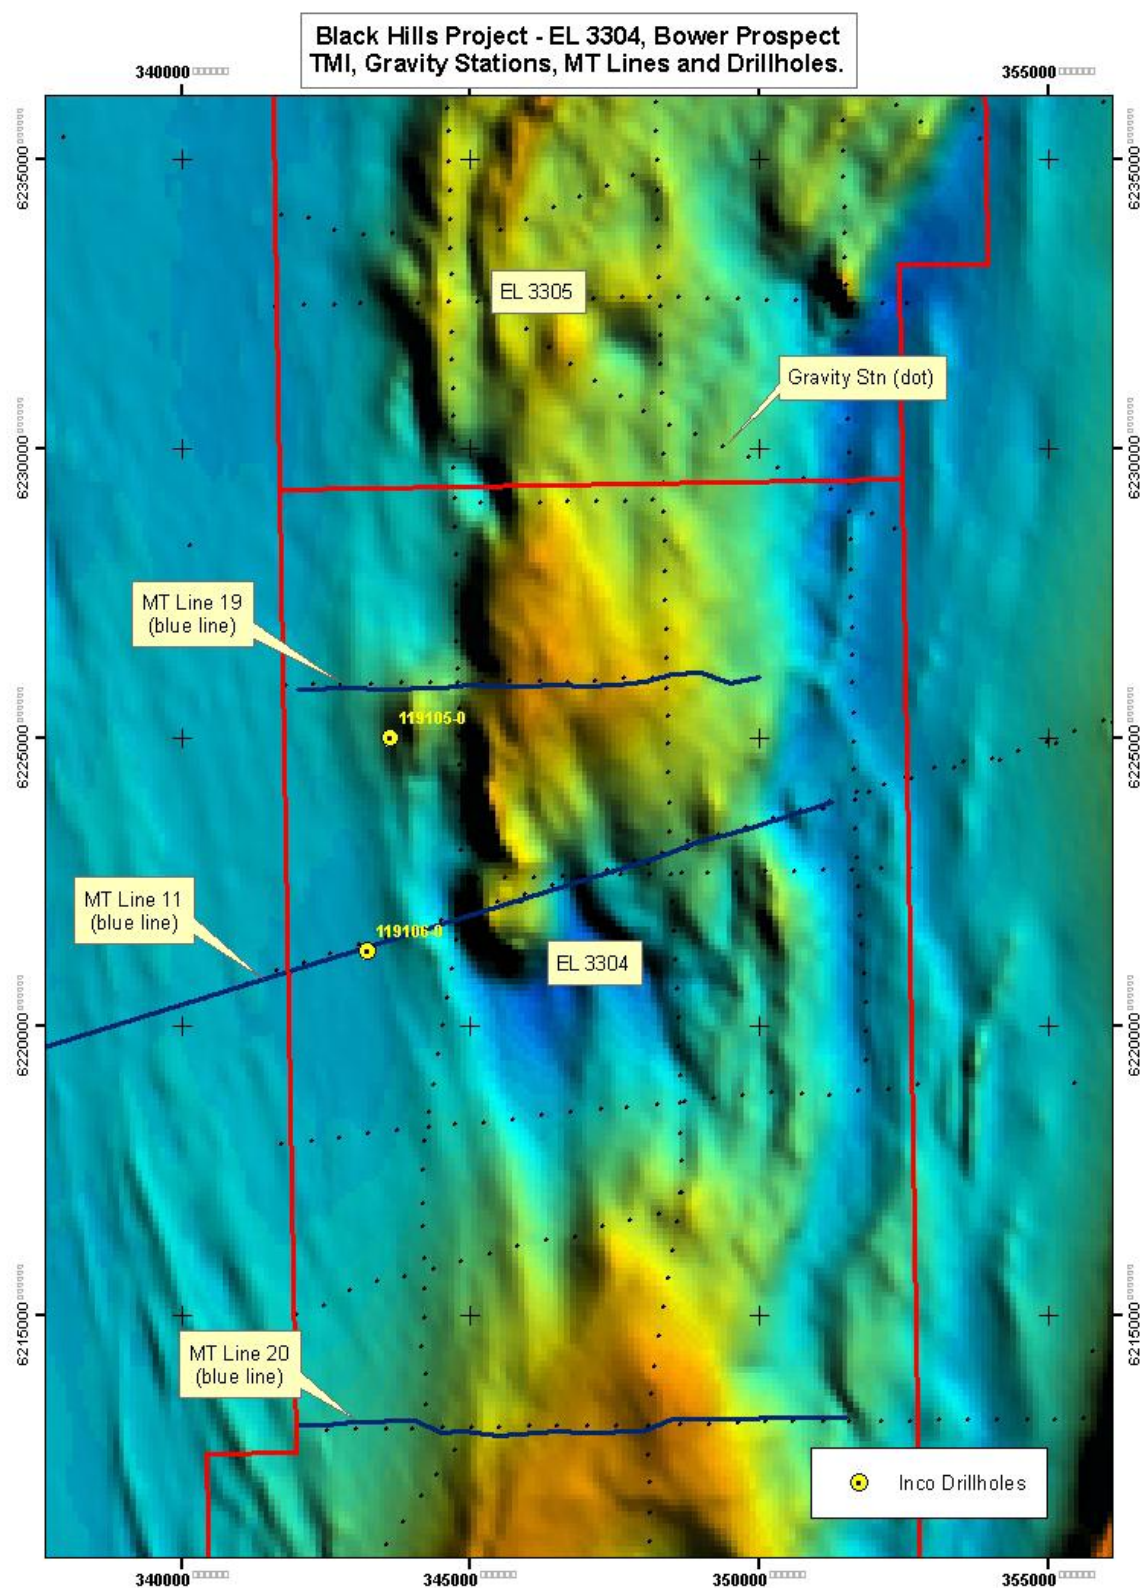 Black Hills Project - EL 3304, Bower Prospect
TMI, Gravity Stations, MT Lines and Drillholes.
340000
355000
6235000
6235000
EL 3305
Gravity Stn (dot)
6230000
6230000
MT Line 19
(blue line)
119105-0
6225000
6225000
MT Line 11
(blue line)
119106-0
EL 3304
6220000
6220000
6215000
6215000
MT Line 20
(blue line)
Inco Drillholes
340000
345000
350000
355000